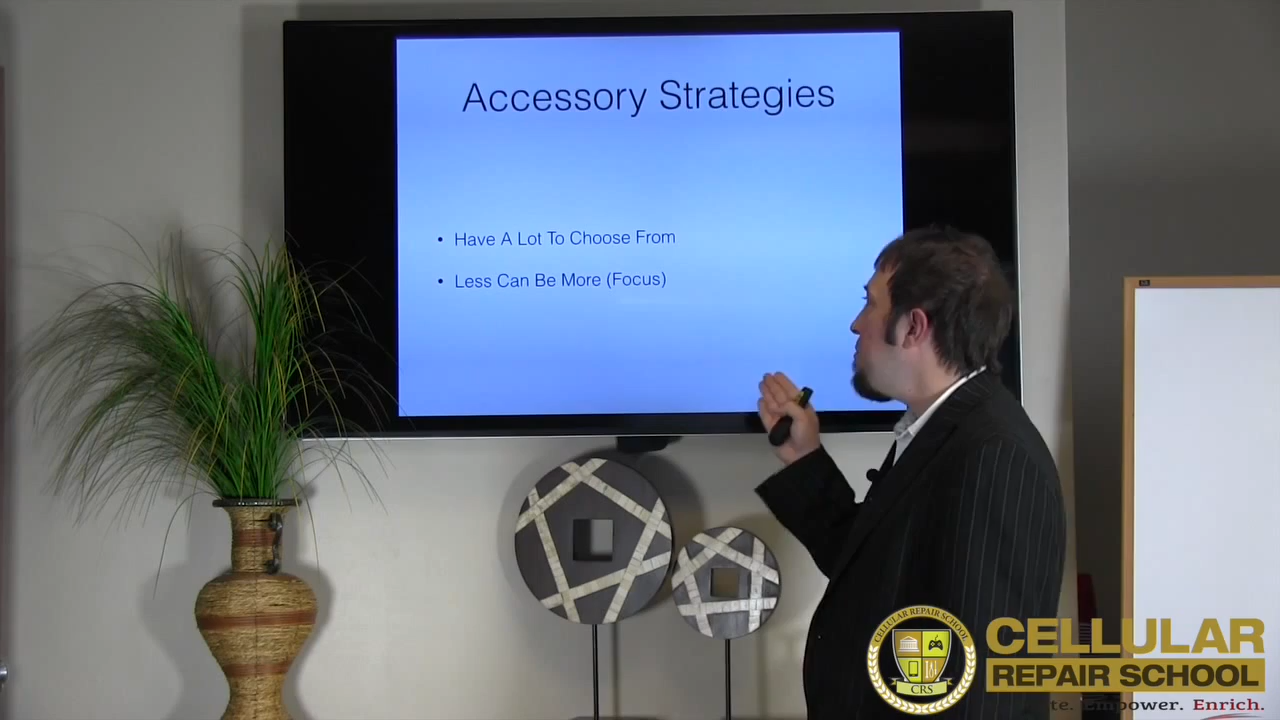 Accessory Strategies
• Have A Lot To Choose From
• Less Can Be More (Focus)
CELLULAR REPAIR SCHOOL
CRS
CELLULAR
REPAIR SCHOOL
Empower. Enrich.